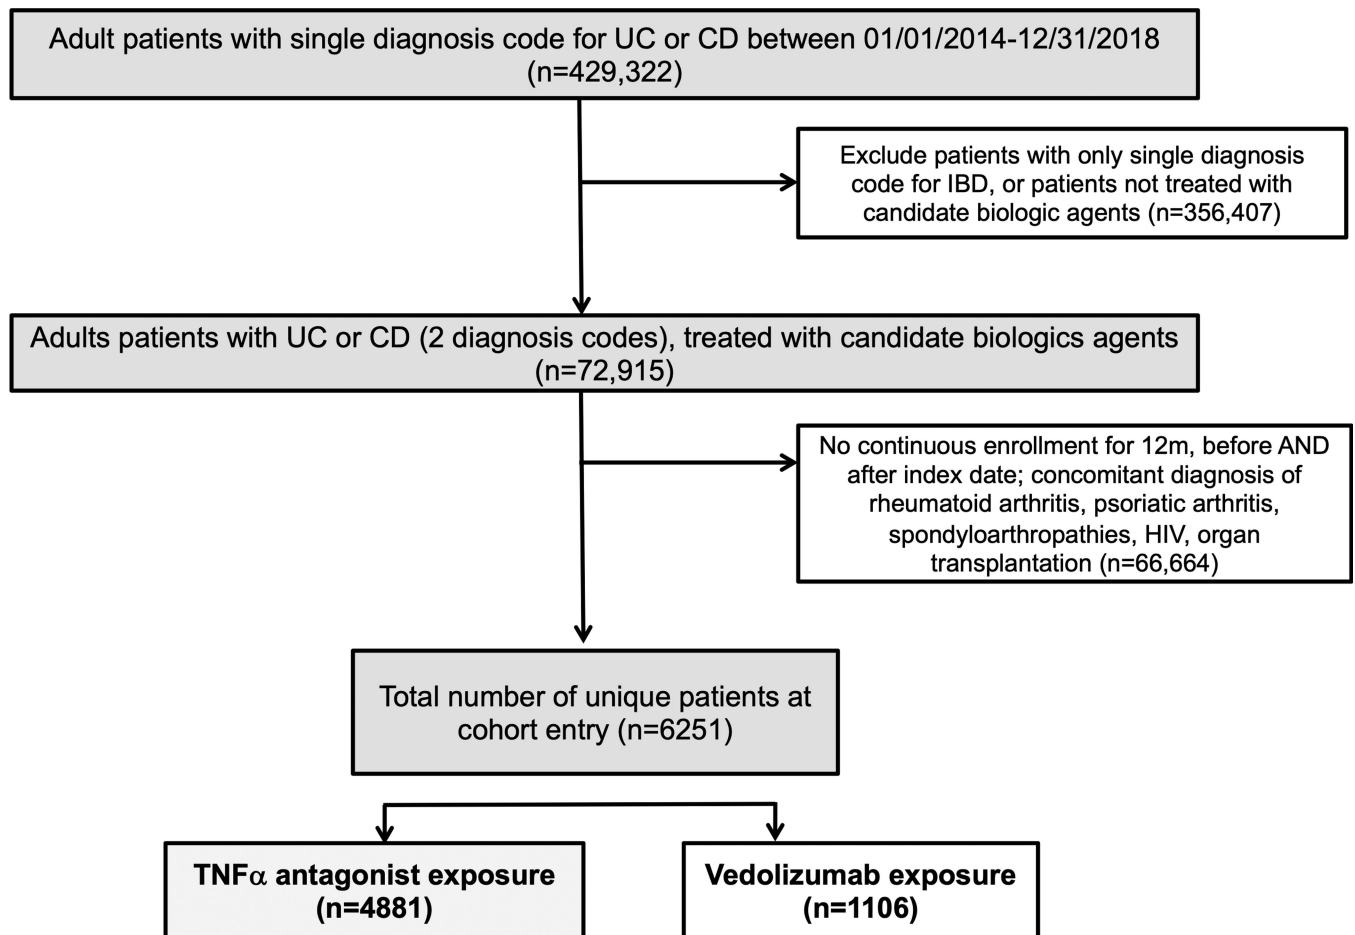 Adult patients with single diagnosis code for UC or CD between 01/01/2014-12/31/2018
(n=429,322)
Exclude patients with only single diagnosis
code for IBD, or patients not treated with
candidate biologic agents (n=356,407)
Adults patients with UC or CD (2 diagnosis codes), treated with candidate biologics agents
(n=72,915)
No continuous enrollment for 12m, before AND
after index date; concomitant diagnosis of
rheumatoid arthritis, psoriatic arthritis,
spondyloarthropathies, HIV, organ
transplantation (n=66,664)
Total number of unique patients at
cohort entry (n=6251)
TNFα antagonist exposure
(n=4881)
Vedolizumab exposure
(n=1106)